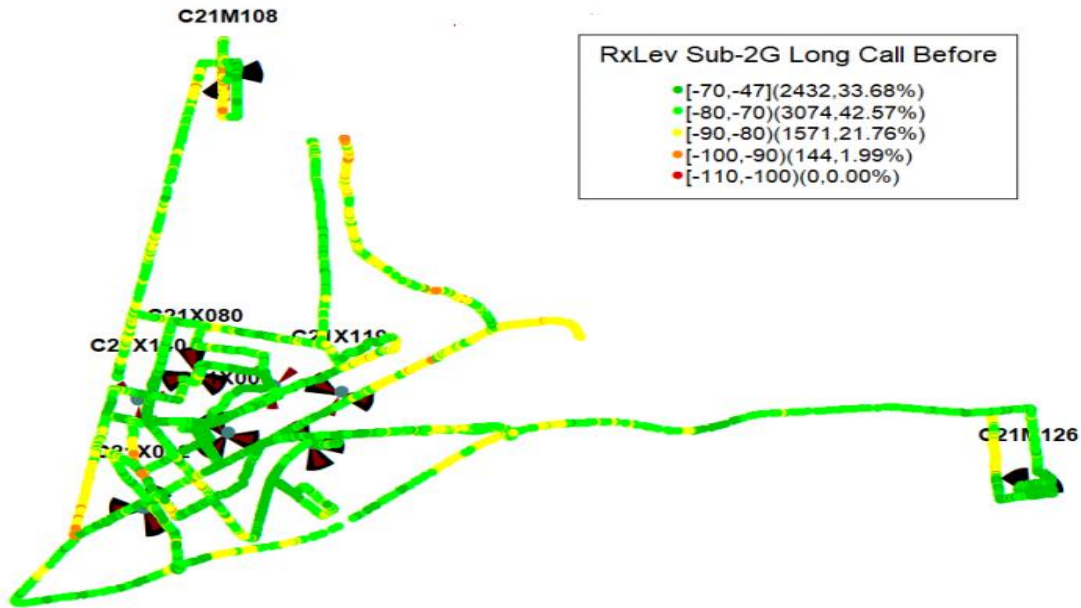 C21M108
RxLev Sub-2G Long Call Before
[-70,-47](2432,33.68%)
[-80,-70)(3074,42.57%)
[-90,-80)(1571,21.76%)
[-100,-90)(144,1.99%)
[-110,-100)(0,0.00%)
C21X080
C21M126